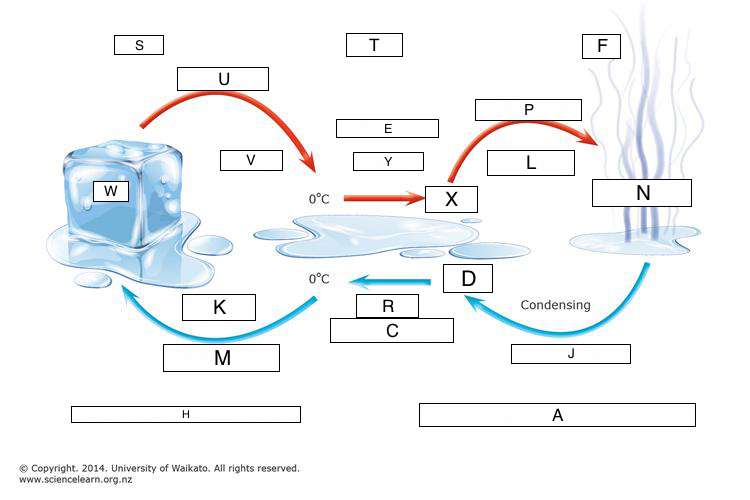 S
T
F
U
P
E
V
Y
L
W
0°C
X
N
0°C
D
K
R
Condensing
C
M
J
H
A
© Copyright. 2014. University of Waikato. All rights reserved.
www.sciencelearn.org.nz